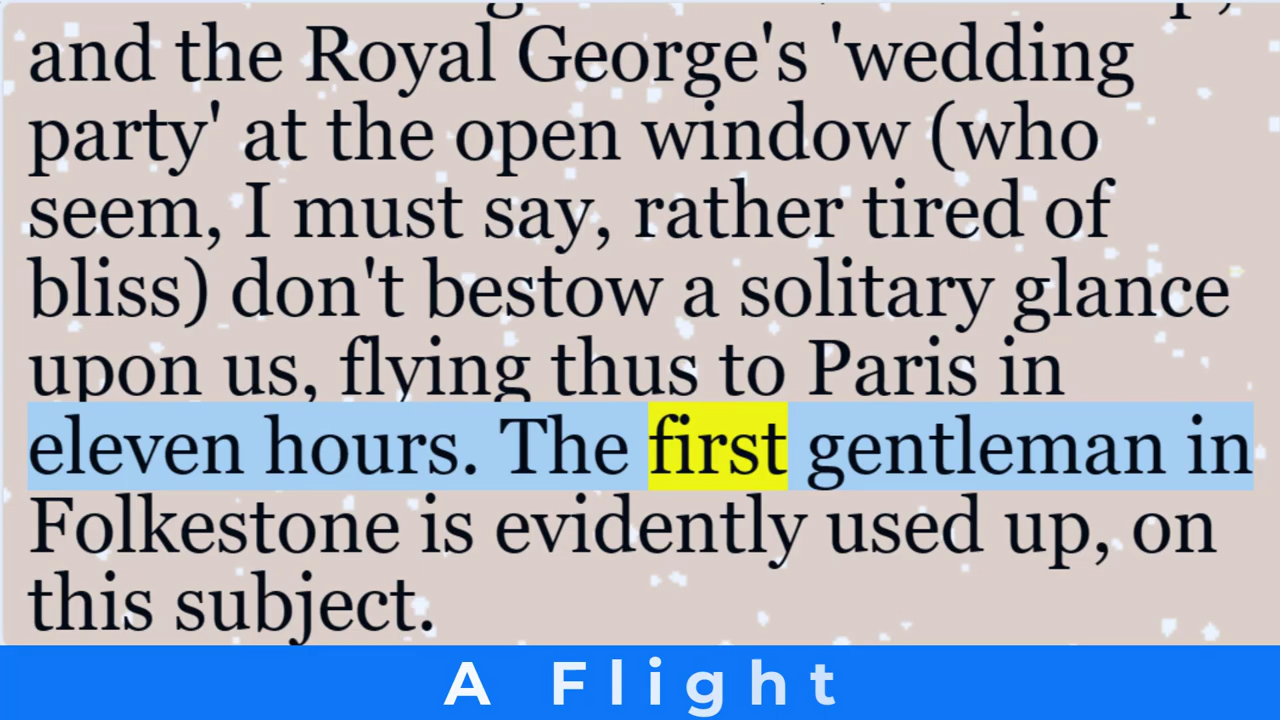 and the Royal George's 'wedding
party' at the open window (who
seem, I must say, rather tired of
bliss) don't bestow a solitary glance
upon us, flying thus to Paris in
eleven hours. The first gentleman in
Folkestone is evidently used up, on
this subject.
A Flight